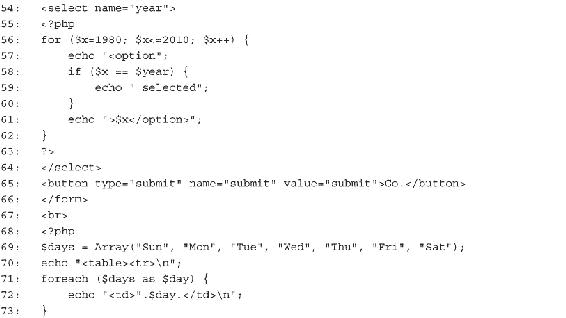 54: <select name="year">
55: <?php
56: for ($x=1980; $x<=2010; $x++) {
57: echo "<option";
58: if ($x == $year) {
59: echo " selected";
60: }
61: echo ">$x</option>";
62: }
63: ?>
64: </select>
65: <button type="submit" name="submit" value="submit">Go!</button>
66: </form>
67: <br>
68: <?php
69: $days = Array("Sun", "Mon", "Tue", "Wed", "Thu", "Fri", "Sat");
70: echo "<table><tr>\n";
71: foreach ($days as $day) {
72: echo "<td>".$day.</td>\n";
73: }